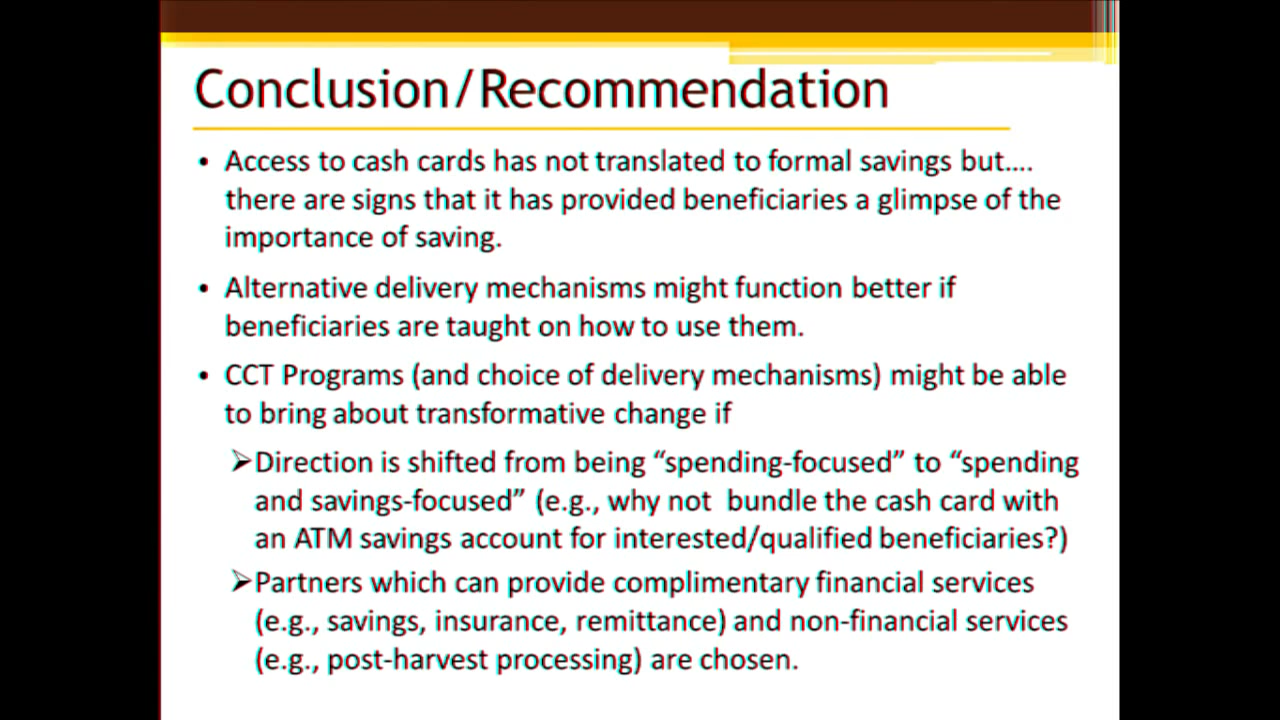 Conclusion/Recommendation
• Access to cash cards has not translated to formal savings but....
there are signs that it has provided beneficiaries a glimpse of the
importance of saving.
• Alternative delivery mechanisms might function better if
beneficiaries are taught on how to use them.
• CCT Programs (and choice of delivery mechanisms) might be able
to bring about transformative change if
➢Direction is shifted from being “spending-focused” to “spending
and savings-focused” (e.g., why not  bundle the cash card with
an ATM savings account for interested/qualified beneficiaries?)
➢Partners which can provide complimentary financial services
(e.g., savings, insurance, remittance) and non-financial services
(e.g., post-harvest processing) are chosen.